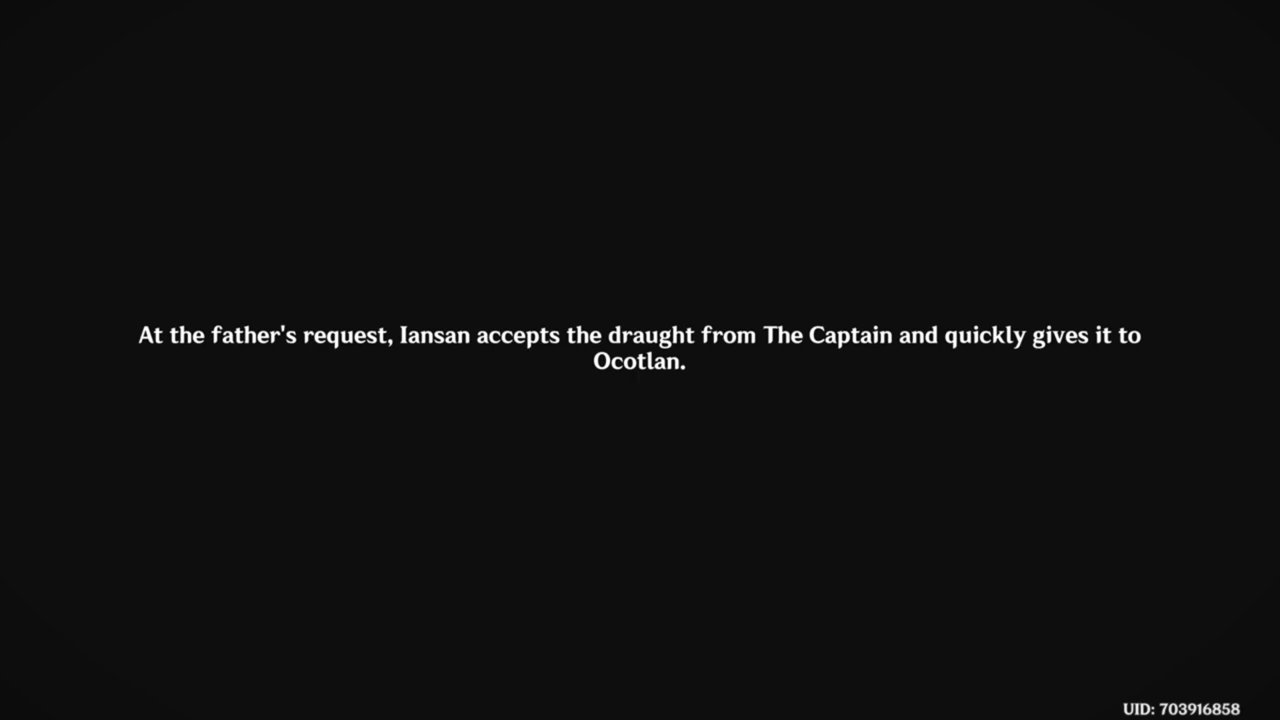 At the father's request, Iansan accepts the draught from The Captain and quickly gives it to
Ocotlan.
UID: 703916858